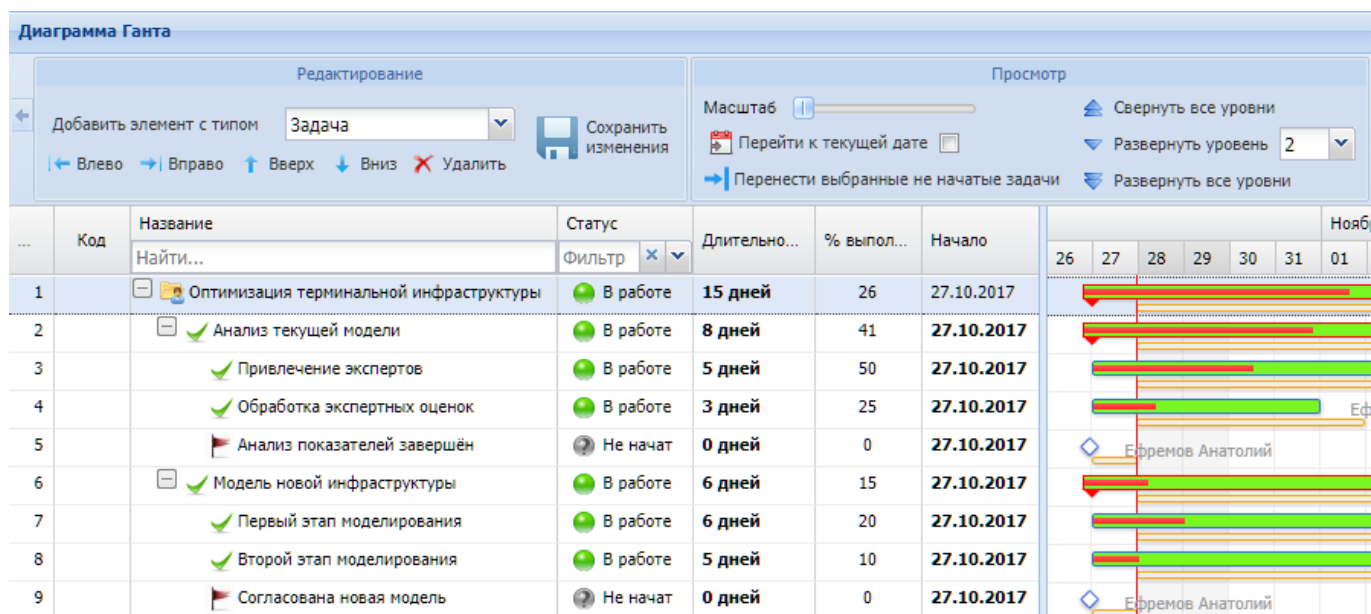 Диаграмма Ганта
Редактирование
Просмотр
Добавить элемент с типом Задача
Сохранить изменения
Влево Вправо Вверх Вниз Удалить
Масштаб
Перейти к текущей дате
Перенести выбранные не начатые задачи
Свернуть все уровни
Развернуть уровень 2
Развернуть все уровни
... Код Название Статус Длительно... % выпол... Начало
Найти... Фильтр
Нояб
26 27 28 29 30 31 01
1 Оптимизация терминальной инфраструктуры В работе 15 дней 26 27.10.2017
2 Анализ текущей модели В работе 8 дней 41 27.10.2017
3 Привлечение экспертов В работе 5 дней 50 27.10.2017
4 Обработка экспертных оценок В работе 3 дней 25 27.10.2017 Еф
5 Анализ показателей завершён Не начат 0 дней 0 27.10.2017 Ефремов Анатолий
6 Модель новой инфраструктуры В работе 6 дней 15 27.10.2017
7 Первый этап моделирования В работе 6 дней 20 27.10.2017
8 Второй этап моделирования В работе 5 дней 10 27.10.2017
9 Согласована новая модель Не начат 0 дней 0 27.10.2017 Ефремов Анатолий